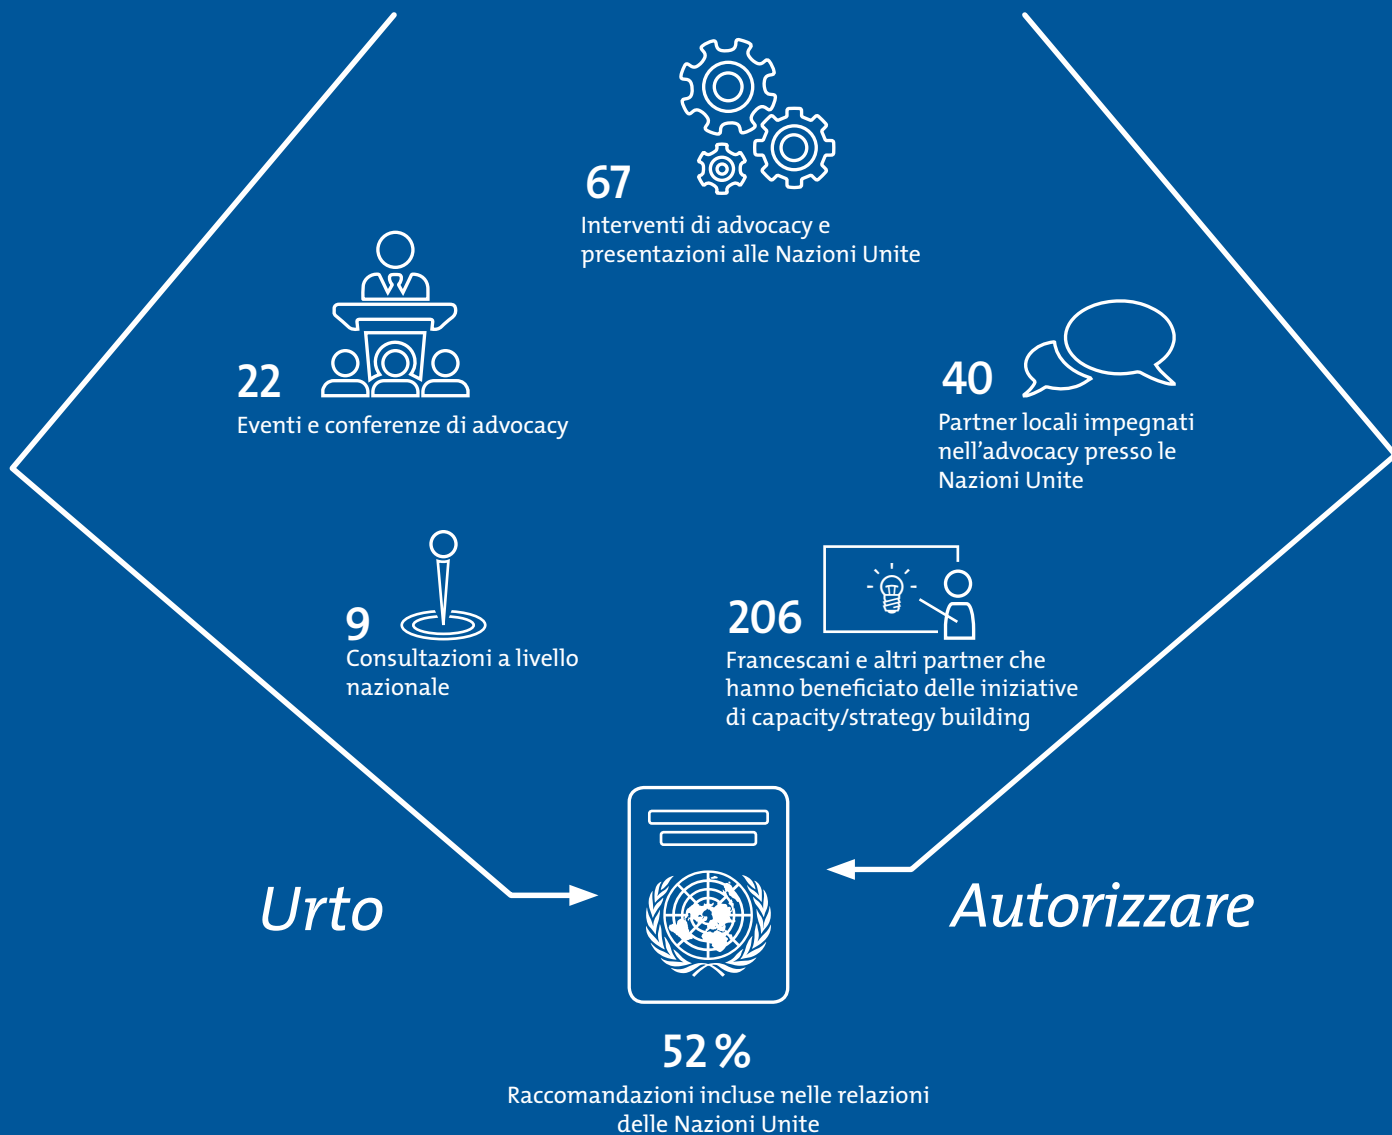 67
Interventi di advocacy e
presentazioni alle Nazioni Unite
22
Eventi e conferenze di advocacy
40
Partner locali impegnati
nell’advocacy presso le
Nazioni Unite
9
Consultazioni a livello
nazionale
206
Francescani e altri partner che
hanno beneficiato delle iniziative
di capacity/strategy building
Urto
Autorizzare
52 %
Raccomandazioni incluse nelle relazioni
delle Nazioni Unite